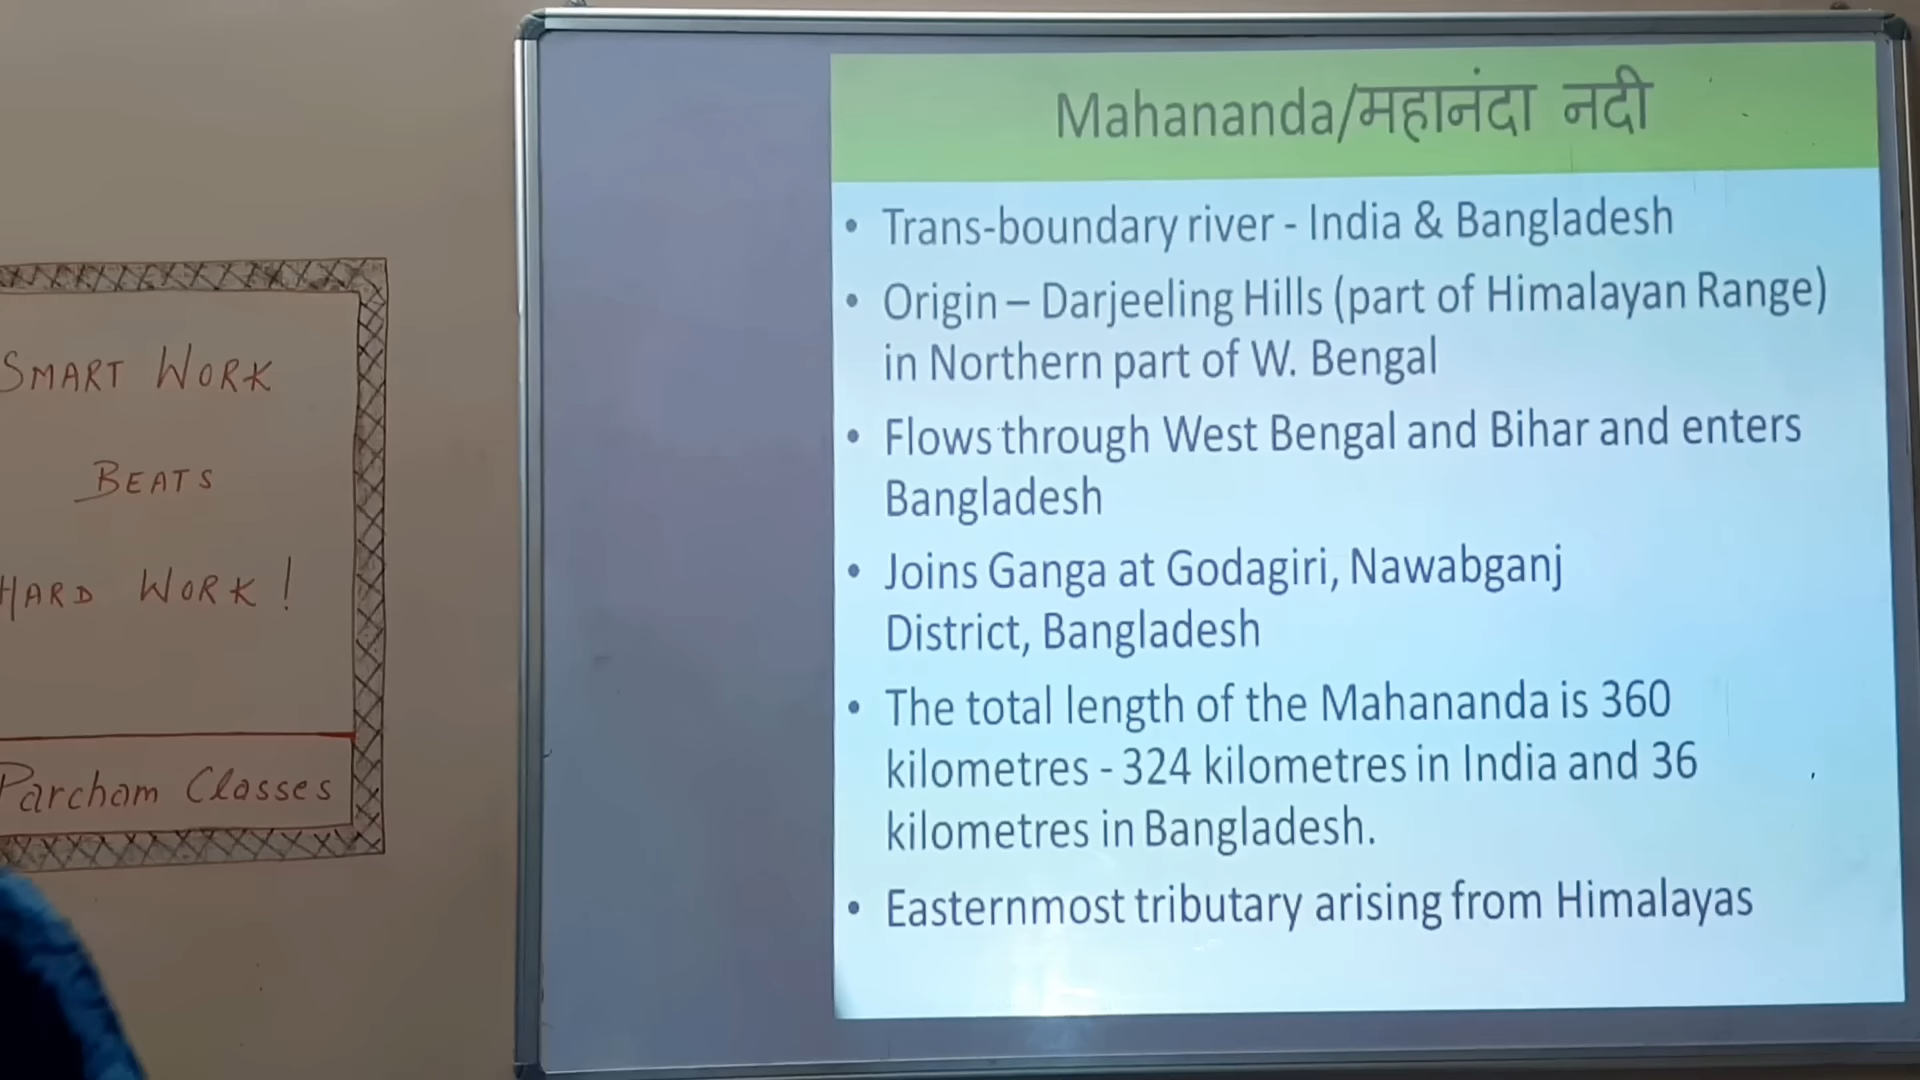 SMART WORK
BEATS
HARD WORK!
Parcham Classes
Mahananda/महानंदा नदी
• Trans-boundary river - India & Bangladesh
• Origin – Darjeeling Hills (part of Himalayan Range)
in Northern part of W. Bengal
• Flows through West Bengal and Bihar and enters
Bangladesh
• Joins Ganga at Godagiri, Nawabganj
District, Bangladesh
• The total length of the Mahananda is 360
kilometres - 324 kilometres in India and 36
kilometres in Bangladesh.
• Easternmost tributary arising from Himalayas